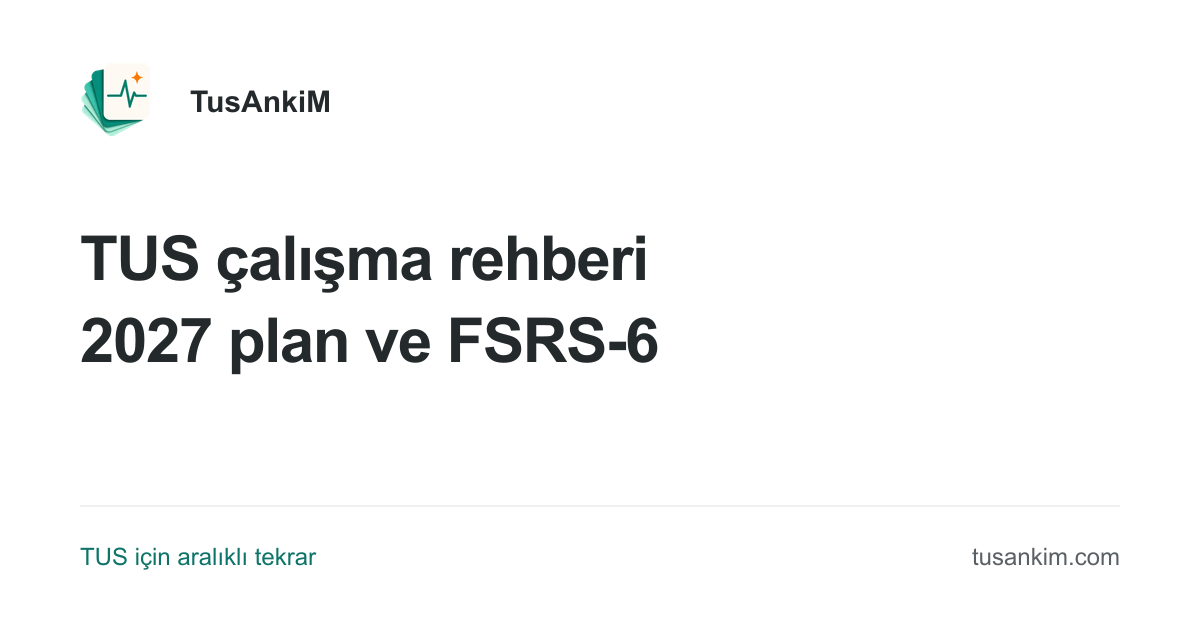 TusAnkiM
TUS çalışma rehberi
2027 plan ve FSRS-6
TUS için aralıklı tekrar
tusankim.com